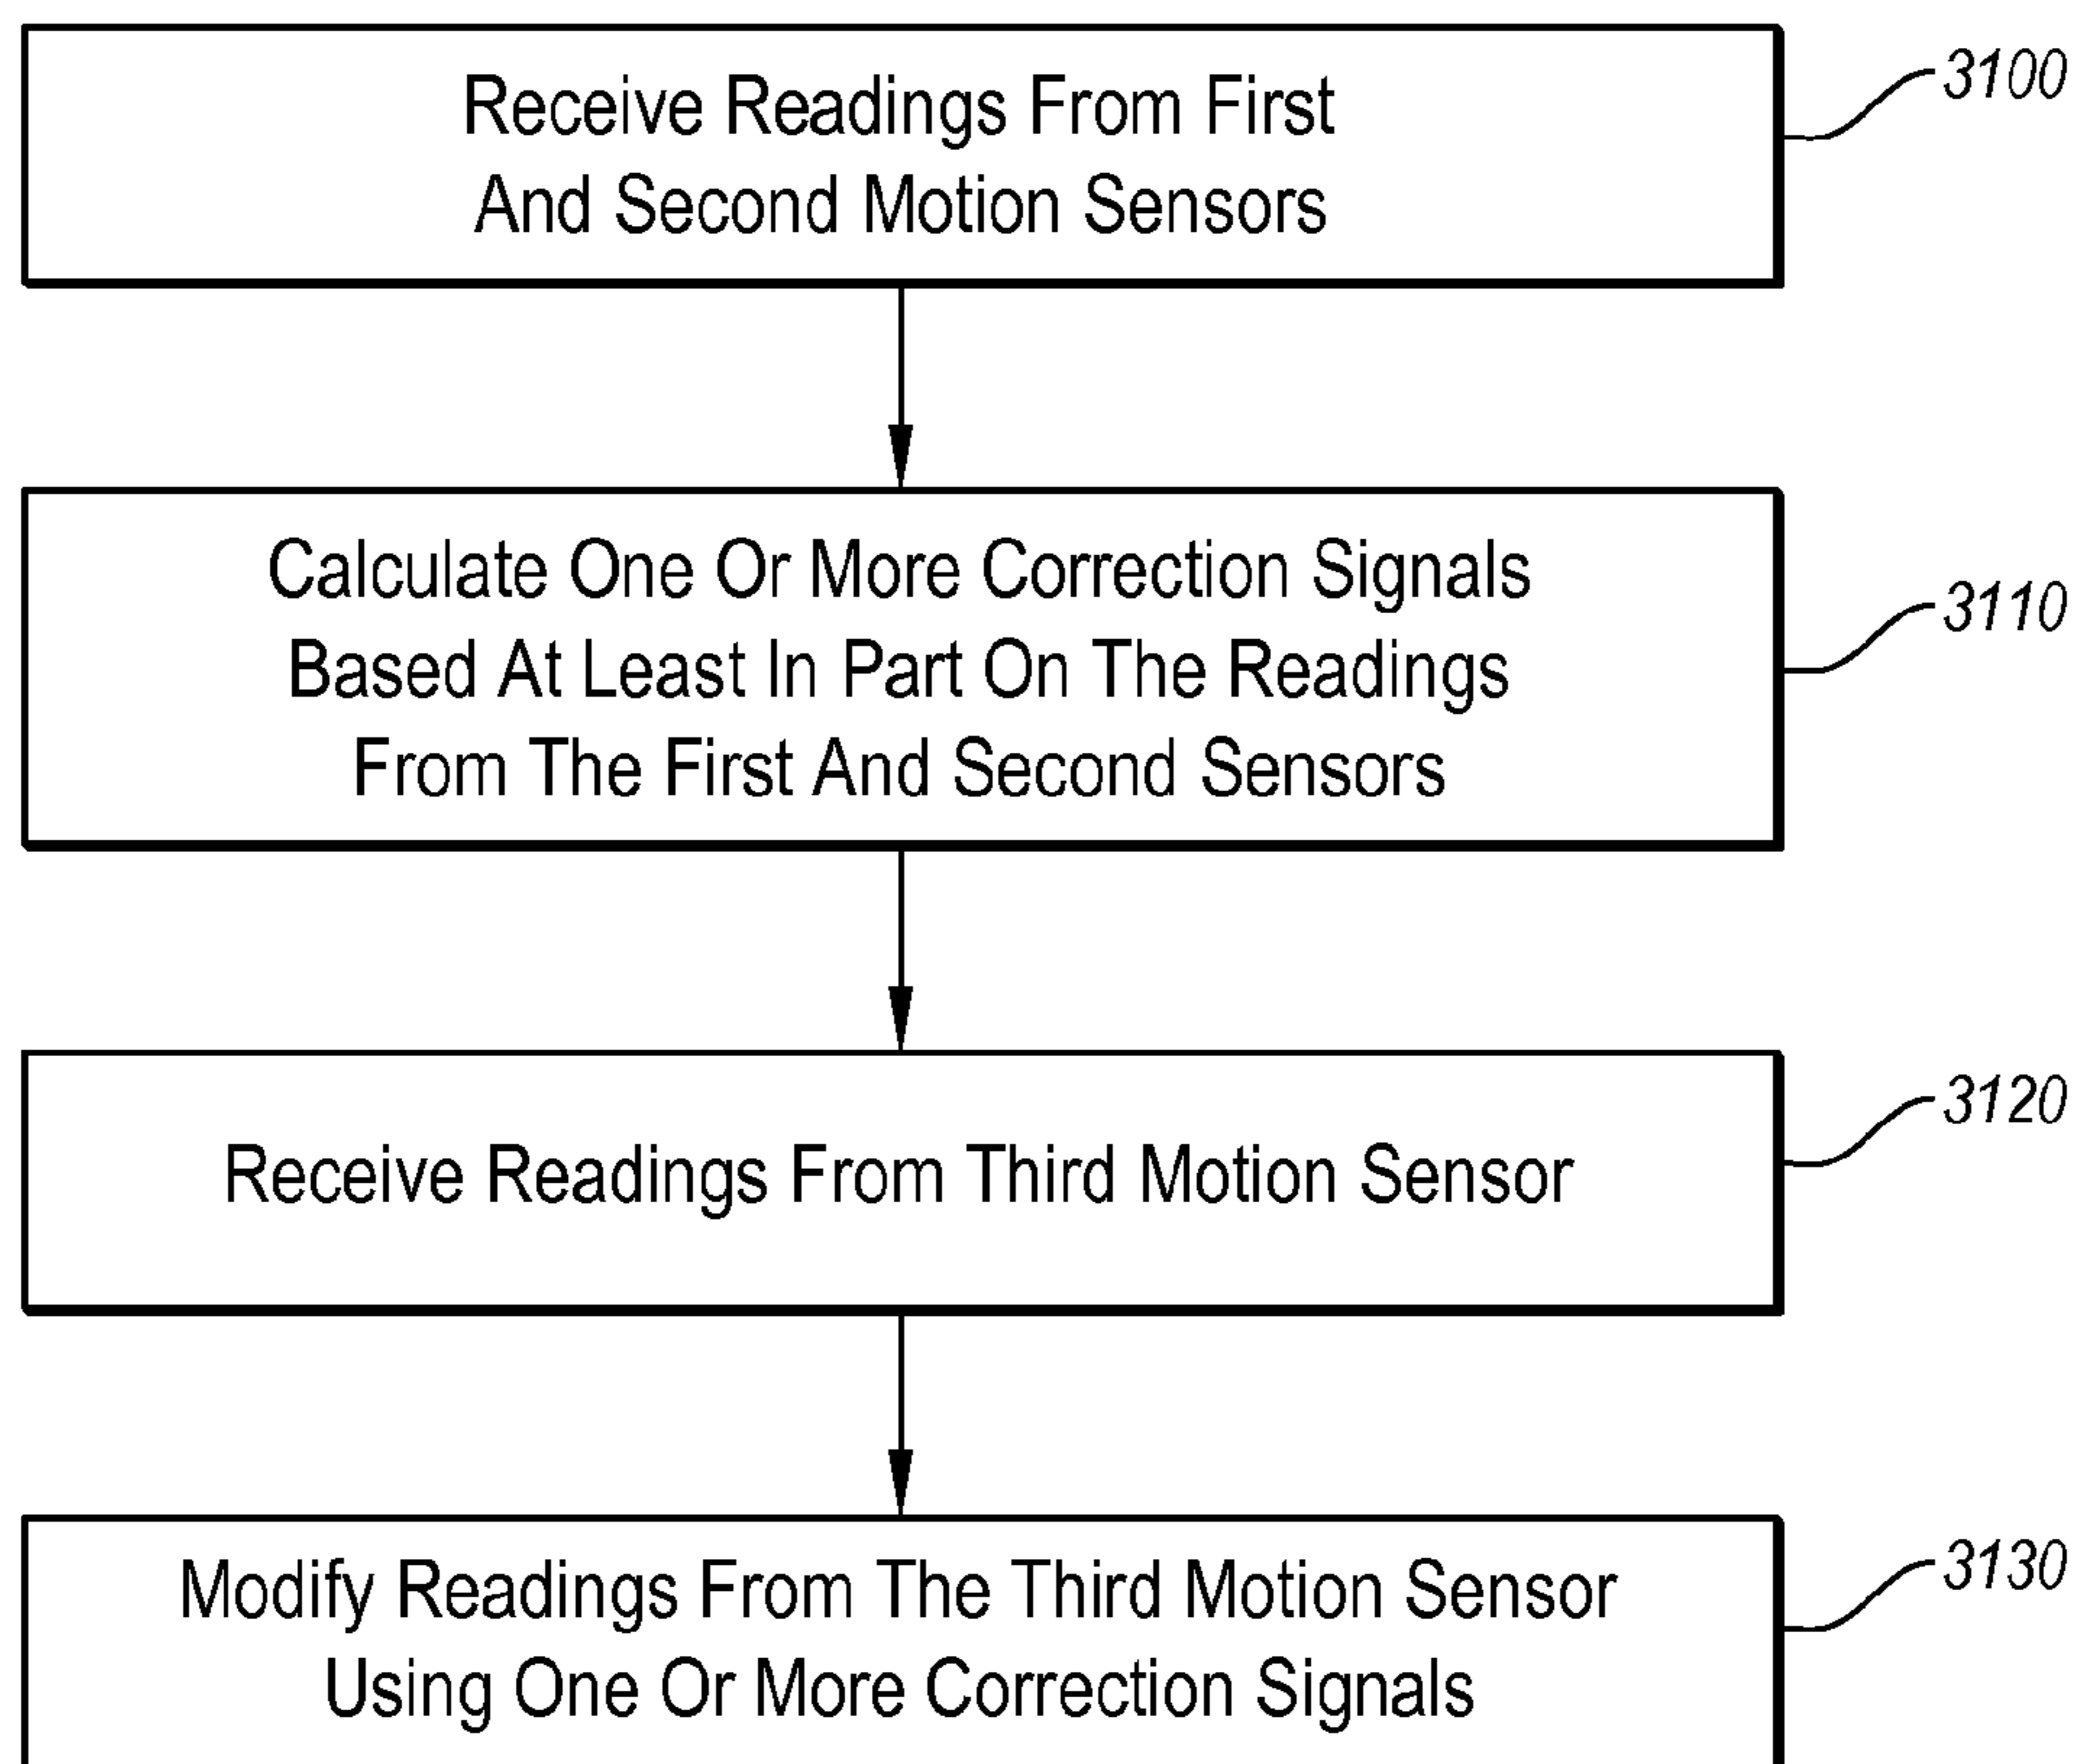 Receive Readings From First
And Second Motion Sensors
3100
Calculate One Or More Correction Signals
Based At Least In Part On The Readings
From The First And Second Sensors
3110
Receive Readings From Third Motion Sensor
3120
Modify Readings From The Third Motion Sensor
Using One Or More Correction Signals
3130